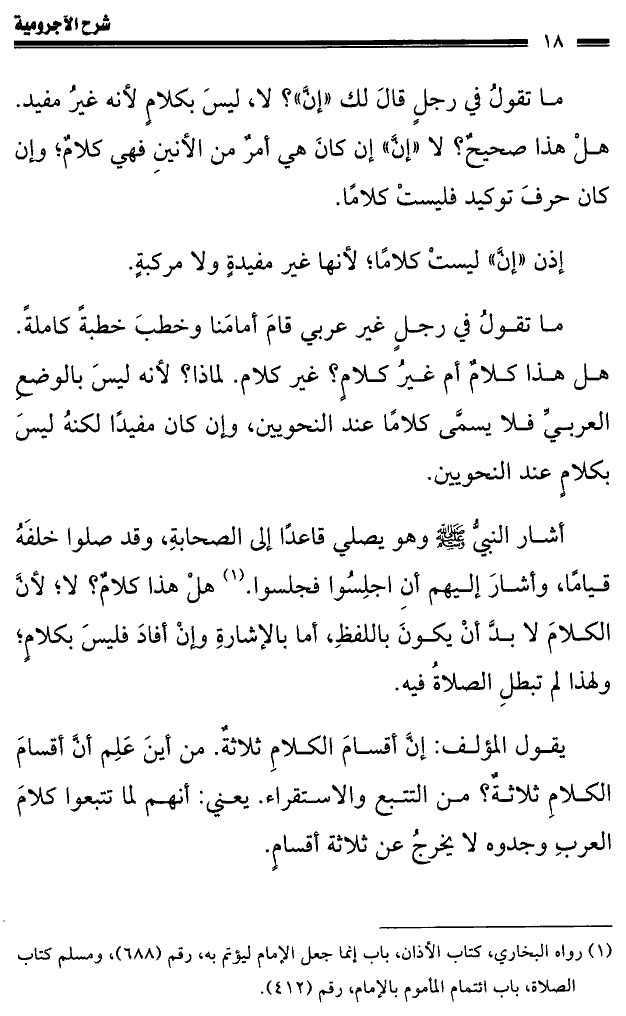 شرح الآجرومية
١٨
ما تقولُ في رجلٍ قالَ لك «إنَّ»؟ لا، ليسَ بكلامٍ لأنه غيرُ مفيد.
هلْ هذا صحيحٌ؟ لا «إنَّ» إن كانَ هي أمرٌ من الأنينِ فهي كلامٌ؛ وإن
كان حرفَ توكيد فليستْ كلامًا.
إذن «إنَّ» ليستْ كلامًا؛ لأنها غير مفيدةٍ ولا مركبةٍ.
ما تقولُ في رجلٍ غير عربي قامَ أمامَنا وخطبَ خطبةً كاملةً.
هل هذا كلامٌ أم غيرُ كلامٍ؟ غير كلام. لماذا؟ لأنه ليسَ بالوضعِ
العربيِّ فلا يسمَّى كلامًا عند النحويين، وإن كان مفيدًا لكنهُ ليسَ
بكلامٍ عند النحويين.
أشار النبيُّ ﷺ وهو يصلي قاعدًا إلى الصحابةِ، وقد صلوا خلفَهُ
قيامًا، وأشارَ إليهم أنِ اجلِسُوا فجلسوا.(١) هلْ هذا كلامٌ؟ لا؛ لأنَّ
الكلامَ لا بدَّ أنْ يكونَ باللفظِ، أما بالإشارةِ وإنْ أفادَ فليسَ بكلامٍ؛
ولهذا لم تبطلِ الصلاةُ فيه.
يقول المؤلف: إنَّ أقسامَ الكلامِ ثلاثةٌ. من أينَ عَلِم أنَّ أقسامَ
الكلامِ ثلاثةٌ؟ من التتبع والاستقراء. يعني: أنهم لما تتبعوا كلامَ
العربِ وجدوه لا يخرجُ عن ثلاثة أقسامٍ.
(١) رواه البخاري، كتاب الأذان، باب إنما جعل الإمام ليؤتم به، رقم (٦٨٨)، ومسلم كتاب
الصلاة، باب ائتمام المأموم بالإمام، رقم (٤١٢).